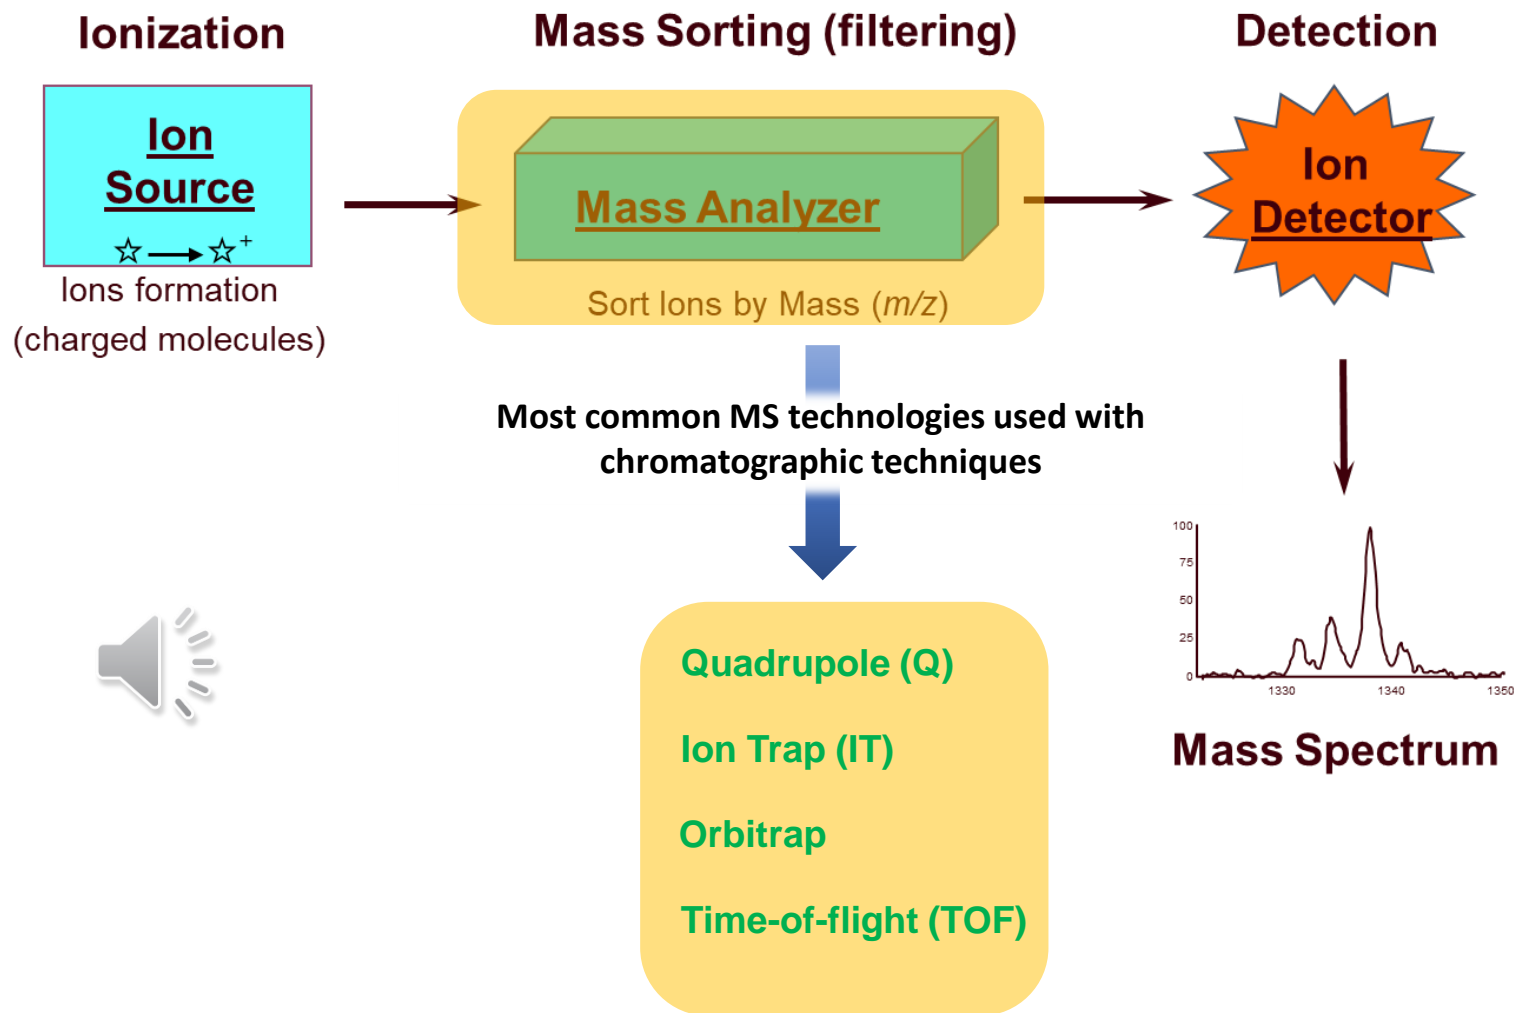 Ionization
Mass Sorting (filtering)
Detection
Ion
Source
☆→☆+
Ions formation
(charged molecules)
Mass Analyzer
Sort Ions by Mass (m/z)
Ion
Detector
Most common MS technologies used with
chromatographic techniques
Quadrupole (Q)
Ion Trap (IT)
Orbitrap
Time-of-flight (TOF)
100
75
50
25
0
1330 1340 1350
Mass Spectrum